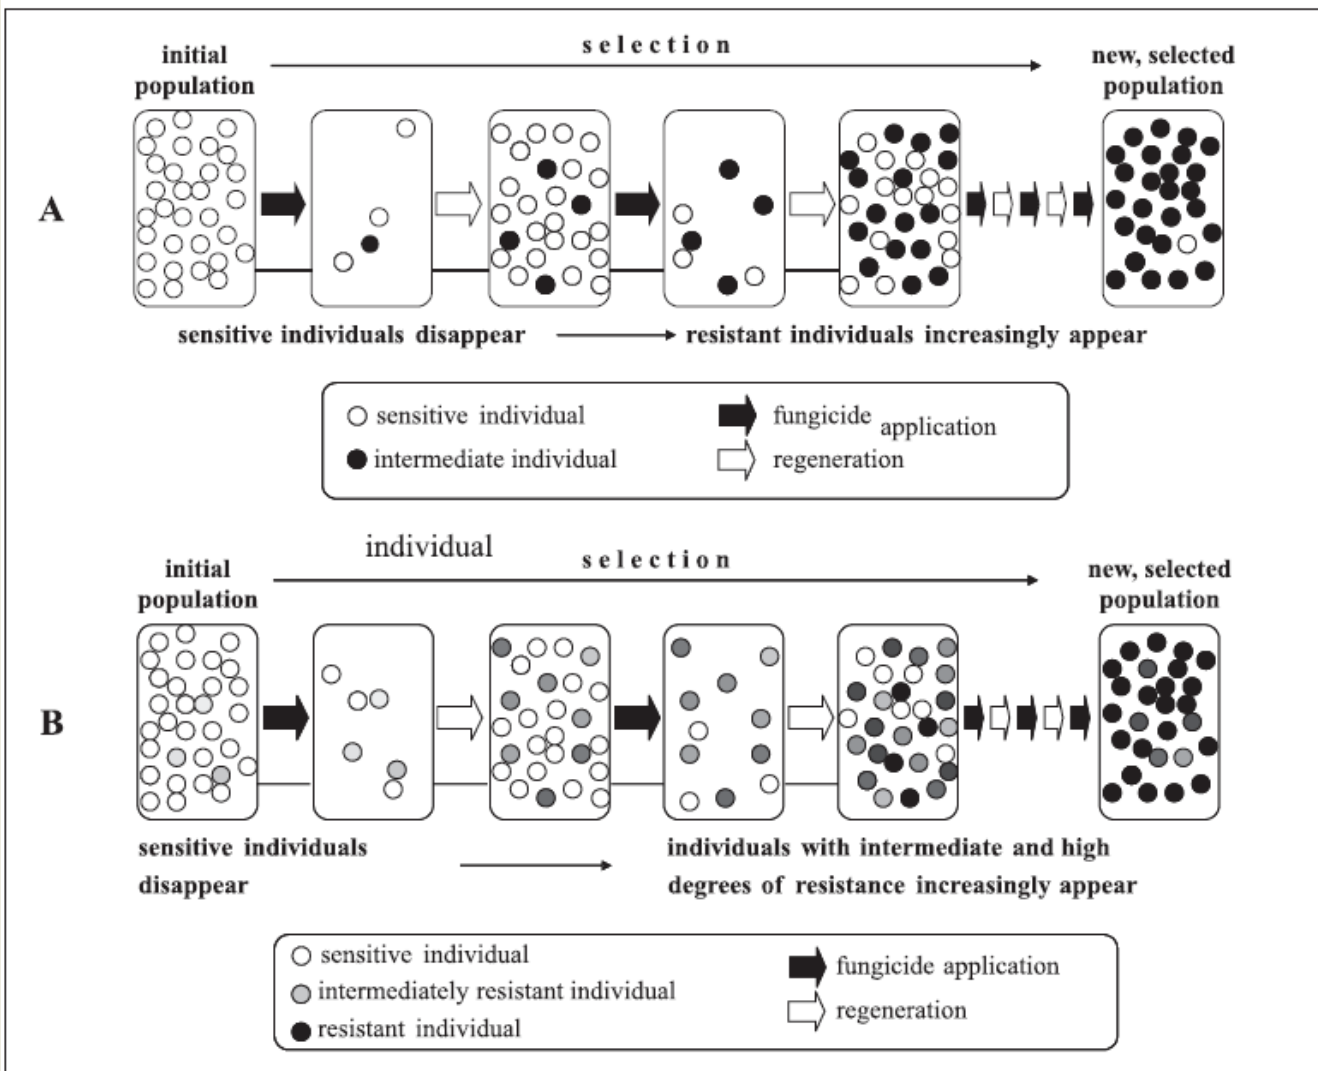 selection
initial
population
new, selected
population
A
sensitive individuals disappear
resistant individuals increasingly appear
sensitive individual
fungicide application
intermediate individual
regeneration
individual
selection
initial
population
new, selected
population
B
sensitive individuals
disappear
individuals with intermediate and high
degrees of resistance increasingly appear
sensitive individual
intermediately resistant individual
resistant individual
fungicide application
regeneration